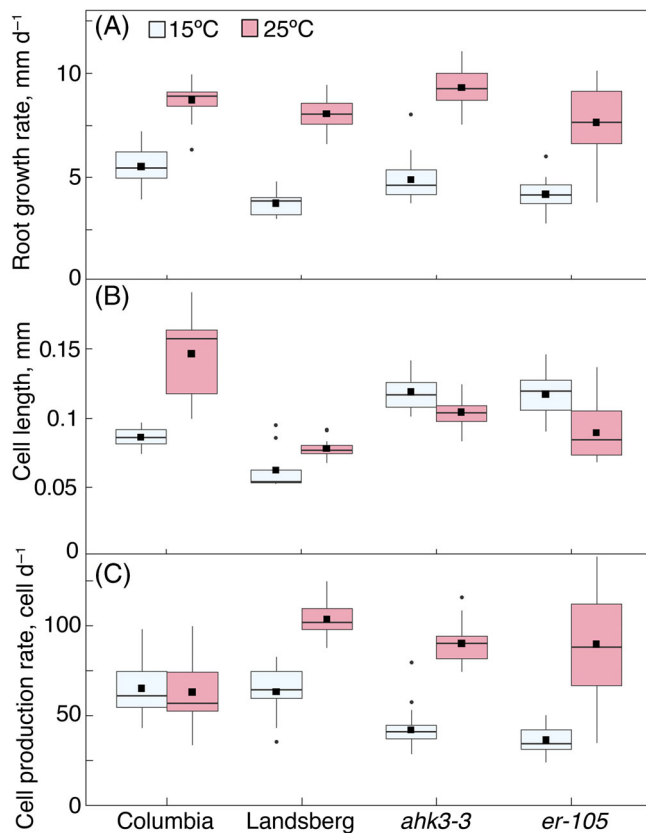 (A) 15ºC 25ºC
Root growth rate, mm d⁻¹
10
5
0
(B)
Cell length, mm
0.15
0.1
0.05
0
(C)
Cell production rate, cell d⁻¹
100
50
0
Columbia Landsberg ahk3-3 er-105